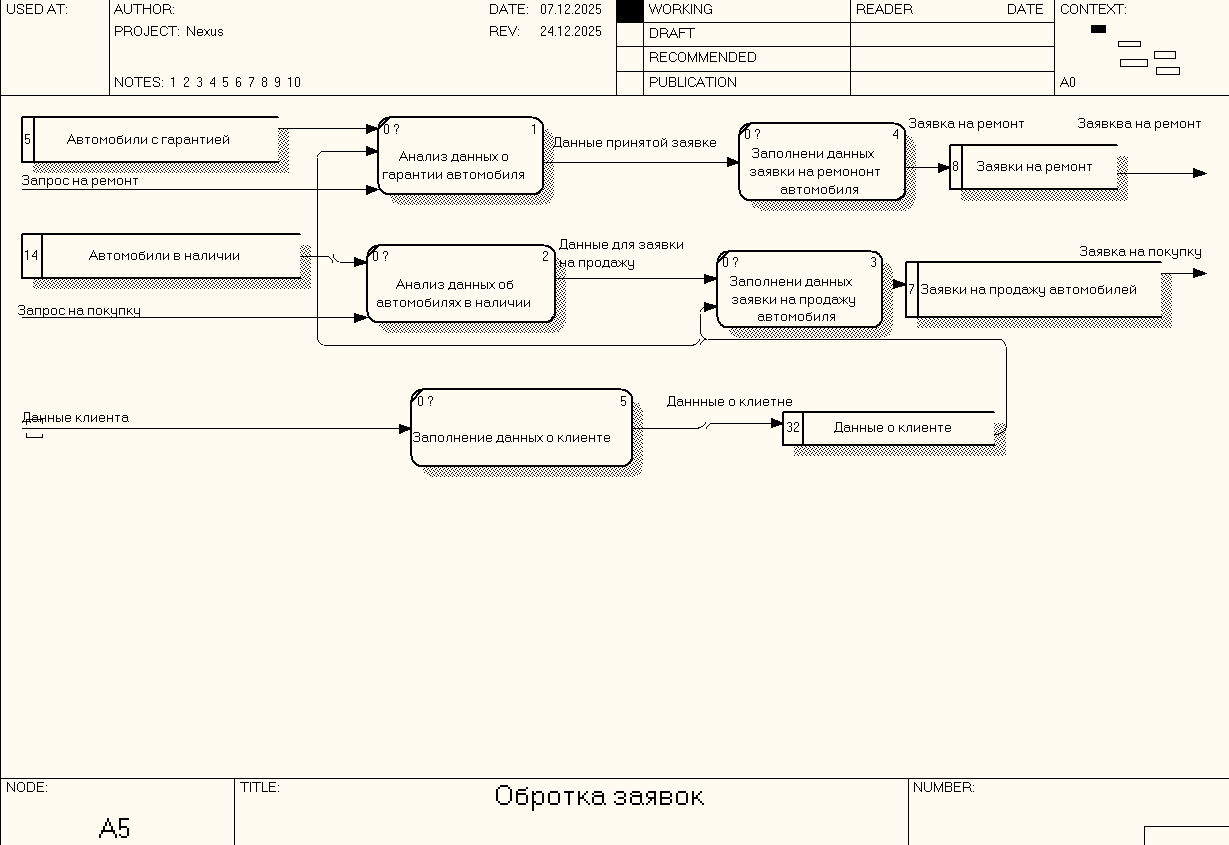 USED AT:
AUTHOR:
DATE: 07.12.2025
PROJECT: Nexus
REV: 24.12.2025
NOTES: 1 2 3 4 5 6 7 8 9 10
WORKING
DRAFT
RECOMMENDED
PUBLICATION
READER
DATE
CONTEXT:
A0
5
Автомобили с гарантией
Запрос на ремонт
0 ?
1
Анализ данных о
гарантии автомобиля
Данные принятой заявке
0 ?
4
Заполнени данных
заявки на ремононт
автомобиля
Заявка на ремонт
8
Заявки на ремонт
Заявква на ремонт
14
Автомобили в наличии
Запрос на покупку
0 ?
2
Анализ данных об
автомобилях в наличии
Данные для заявки
на продажу
0 ?
3
Заполнени данных
заявки на продажу
автомобиля
7
Заявки на продажу автомобилей
Заявка на покупку
Данные клиента
0 ?
5
Заполнение данных о клиенте
Даннные о клиетне
32
Данные о клиенте
NODE:
A5
TITLE:
Обротка заявок
NUMBER: